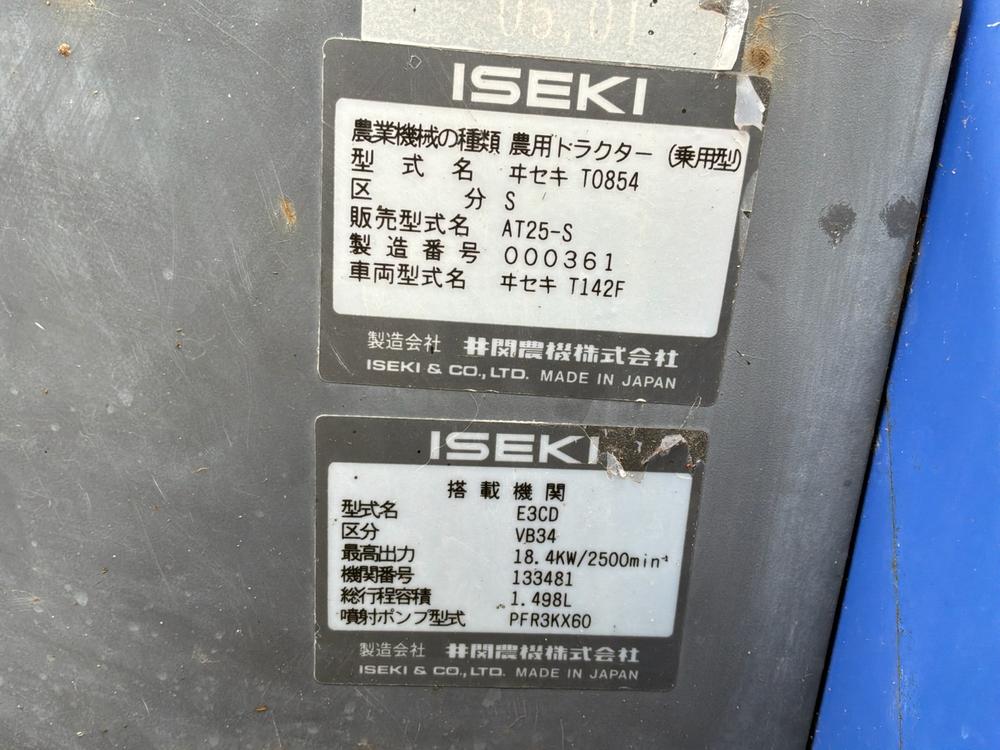 ISEKI
農業機械の種類 農用トラクター (乗用型)
型式名 ヰセキ T0854
区分 S
販売型式名 AT25-S
製造番号 000361
車両型式名 ヰセキ T142F
製造会社 井関農機株式会社
ISEKI & CO., LTD. MADE IN JAPAN
ISEKI
搭載機関
型式名 E3CD
区分 VB34
最高出力 18.4KW/2500min⁻¹
機関番号 133481
総行程容積 1.498L
噴射ポンプ型式 PFR3KX60
製造会社 井関農機株式会社
ISEKI & CO., LTD. MADE IN JAPAN